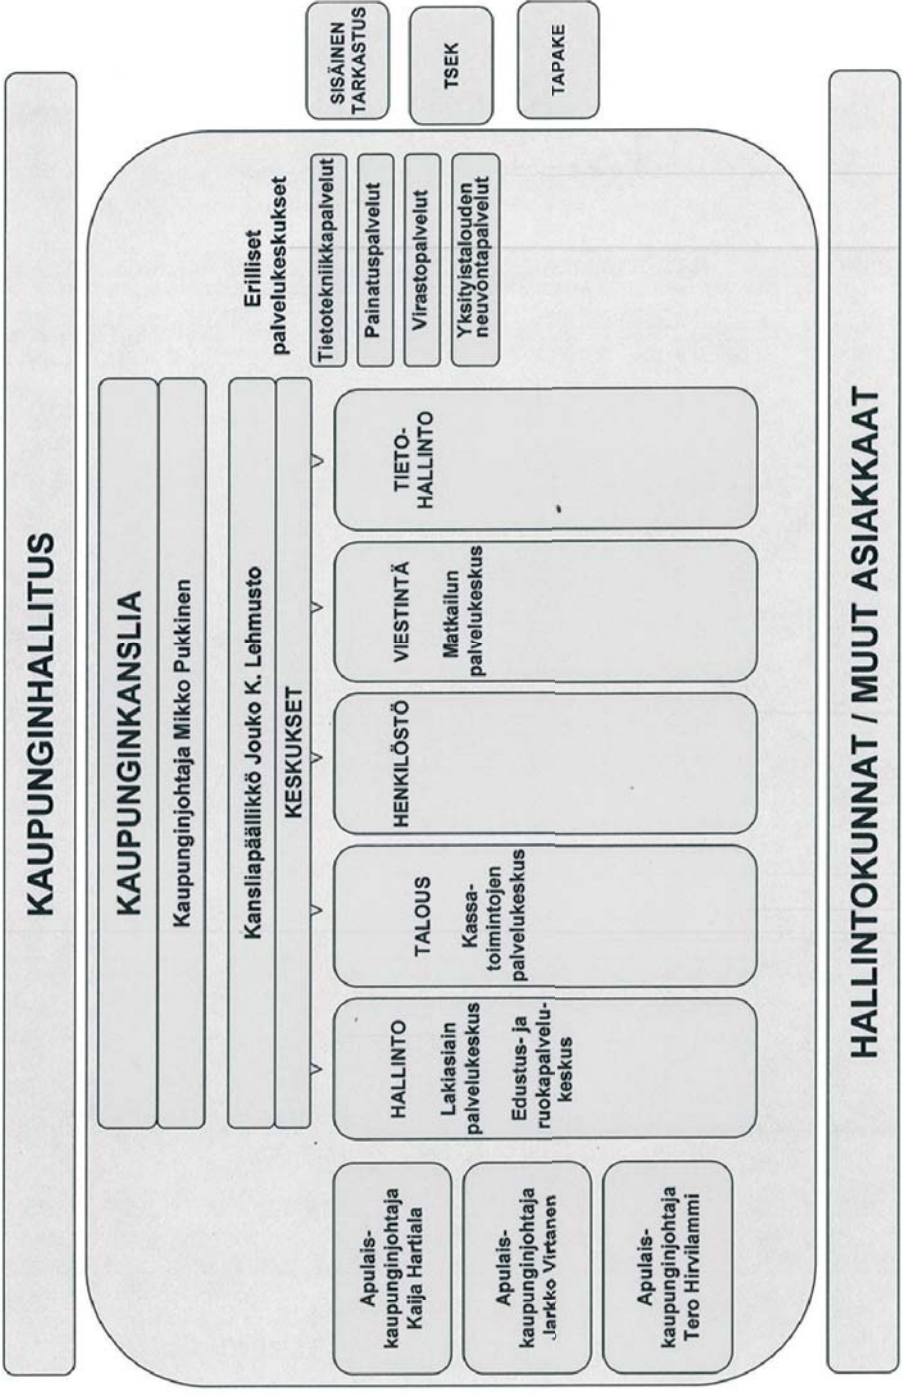 KAUPUNGINHALLITUS
KAUPUNGINKANSLIA
Kaupunginjohtaja Mikko Pukkinen
Kansliapäällikkö Jouko K. Lehmusto
KESKUKSET
Apulais-
kaupunginjohtaja
Kaija Hartiala
Apulais-
kaupunginjohtaja
Jarkko Virtanen
Apulais-
kaupunginjohtaja
Tero Hirvilammi
HALLINTO
Lakiasiain
palvelukeskus
Edustus- ja
ruokapalvelu-
keskus
TALOUS
Kassa-
toimintojen
palvelukeskus
HENKILÖSTÖ
VIESTINTÄ
Matkailun
palvelukeskus
TIETO-
HALLINTO
Erilliset
palvelukeskukset
Tietotekniikkapalvelut
Painatuspalvelut
Virastopalvelut
Yksityistalouden
neuvontapalvelut
SISÄINEN
TARKASTUS
TSEK
TAPAKE
HALLINTOKUNNAT / MUUT ASIAKKAAT